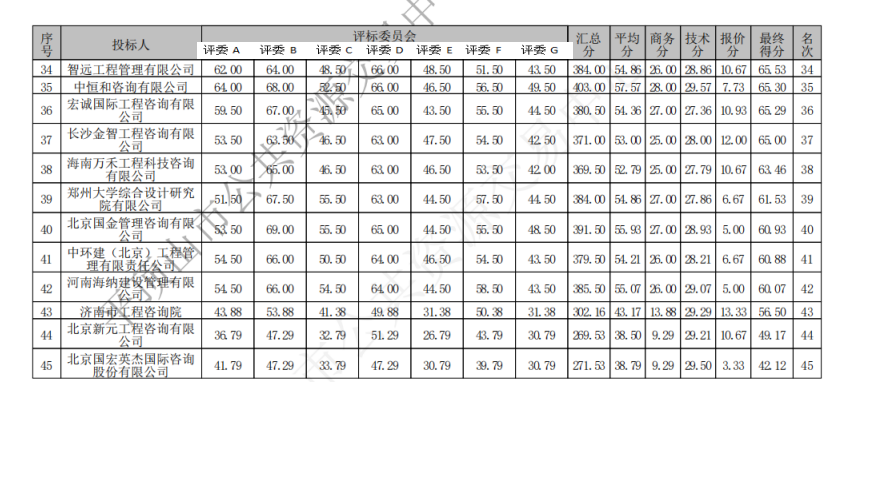 序号 投标人 评标委员会 汇总分 平均分 商务分 技术分 报价分 最终得分 名次
评委 A 评委 B 评委 C 评委 D 评委 E 评委 F 评委 G
34 智远工程管理有限公司 62.00 64.00 48.50 66.00 48.50 51.50 43.50 384.00 54.86 26.00 28.86 10.67 65.53 34
35 中恒和咨询有限公司 64.00 68.00 52.50 66.00 46.50 56.50 49.50 403.00 57.57 28.00 29.57 7.73 65.30 35
36 宏诚国际工程咨询有限公司 59.50 67.00 45.50 65.00 43.50 55.50 44.50 380.50 54.36 27.00 27.36 10.93 65.29 36
37 长沙金智工程咨询有限公司 53.50 63.50 46.50 63.00 47.50 54.50 42.50 371.00 53.00 25.00 28.00 12.00 65.00 37
38 海南万禾工程科技咨询有限公司 53.00 65.00 46.50 63.00 46.50 53.50 42.00 369.50 52.79 25.00 27.79 10.67 63.46 38
39 郑州大学综合设计研究院有限公司 51.50 67.50 55.50 63.00 44.50 57.50 44.50 384.00 54.86 27.00 27.86 6.67 61.53 39
40 北京国金管理咨询有限公司 53.50 69.00 55.50 65.00 44.50 55.50 48.50 391.50 55.93 27.00 28.93 5.00 60.93 40
41 中环建（北京）工程管理有限责任公司 54.50 66.00 50.50 64.00 46.50 54.50 43.50 379.50 54.21 26.00 28.21 6.67 60.88 41
42 河南海纳建设管理有限公司 54.50 66.00 54.50 64.00 44.50 58.50 43.50 385.50 55.07 26.00 29.07 5.00 60.07 42
43 济南市工程咨询院 43.88 53.88 41.38 49.88 31.38 50.38 31.38 302.16 43.17 13.88 29.29 13.33 56.50 43
44 北京新元工程咨询有限公司 36.79 47.29 32.79 51.29 26.79 43.79 30.79 269.53 38.50 9.29 29.21 10.67 49.17 44
45 北京国宏英杰国际咨询股份有限公司 41.79 47.29 33.79 47.29 30.79 39.79 30.79 271.53 38.79 9.29 29.50 3.33 42.12 45
平顶山市公共资源交易中
市公共资源交易中